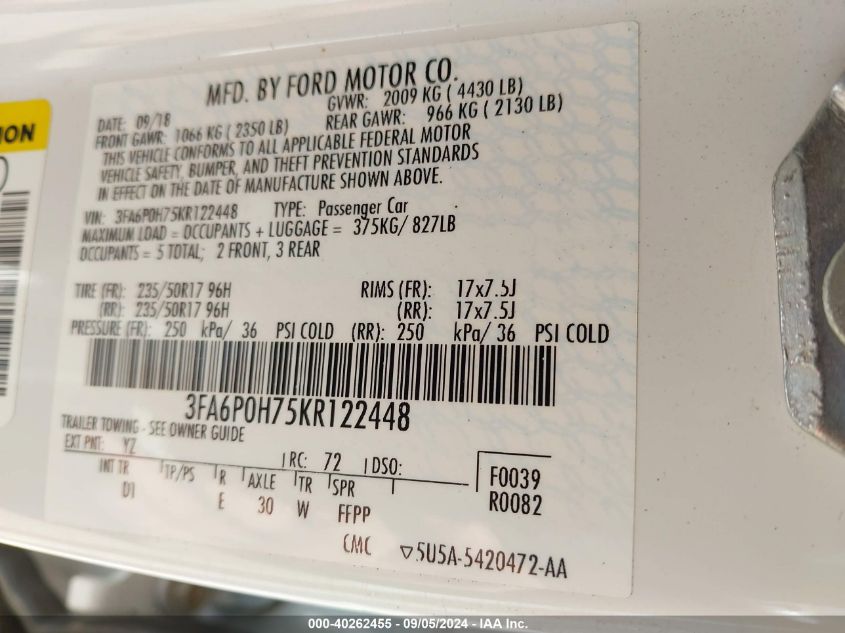 MFD. BY FORD MOTOR CO.
DATE: 09/18 GVWR: 2009 KG ( 4430 LB)
FRONT GAWR: 1066 KG ( 2350 LB) REAR GAWR: 966 KG ( 2130 LB)
THIS VEHICLE CONFORMS TO ALL APPLICABLE FEDERAL MOTOR
VEHICLE SAFETY, BUMPER, AND THEFT PREVENTION STANDARDS
IN EFFECT ON THE DATE OF MANUFACTURE SHOWN ABOVE.
VIN: 3FA6P0H75KR122448 TYPE: Passenger Car
MAXIMUM LOAD = OCCUPANTS + LUGGAGE = 375KG/ 827LB
OCCUPANTS = 5 TOTAL; 2 FRONT, 3 REAR
TIRE (FR): 235/50R17 96H RIMS (FR): 17x7.5J
(RR): 235/50R17 96H (RR): 17x7.5J
PRESSURE (FR): 250 kPa/ 36 PSI COLD (RR): 250 kPa/ 36 PSI COLD
3FA6P0H75KR122448
TRAILER TOWING - SEE OWNER GUIDE
EXT PNT: YZ RC: 72 DSO: F0039
INT TR TP/PS R AXLE TR SPR R0082
D1 E 30 W FFPP
CMC ▽5U5A-5420472-AA
ION
000-40262455 - 09/05/2024 - IAA Inc.